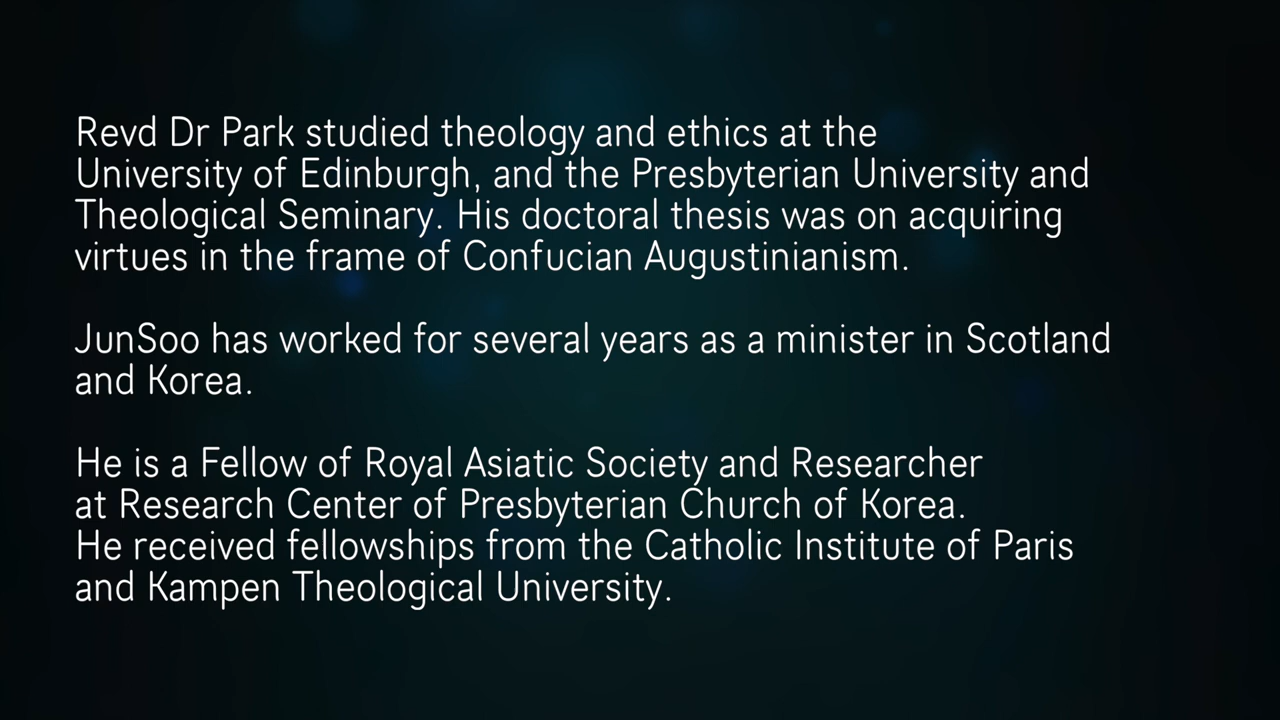 Revd Dr Park studied theology and ethics at the
University of Edinburgh, and the Presbyterian University and
Theological Seminary. His doctoral thesis was on acquiring
virtues in the frame of Confucian Augustinianism.
JunSoo has worked for several years as a minister in Scotland
and Korea.
He is a Fellow of Royal Asiatic Society and Researcher
at Research Center of Presbyterian Church of Korea.
He received fellowships from the Catholic Institute of Paris
and Kampen Theological University.